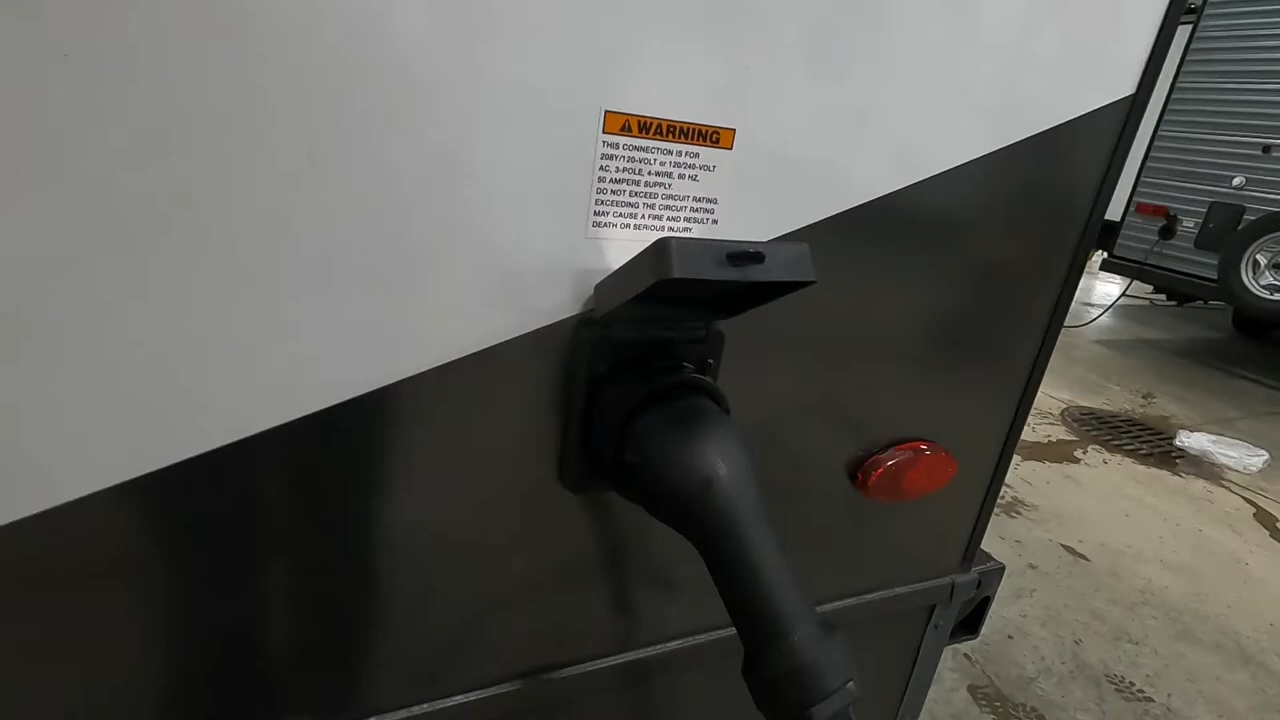 ⚠WARNING
THIS CONNECTION IS FOR
208Y/120-VOLT or 120/240-VOLT
AC, 3-POLE, 4-WIRE, 60 HZ,
50 AMPERE SUPPLY.
DO NOT EXCEED CIRCUIT RATING.
EXCEEDING THE CIRCUIT RATING
MAY CAUSE A FIRE AND RESULT IN
DEATH OR SERIOUS INJURY.